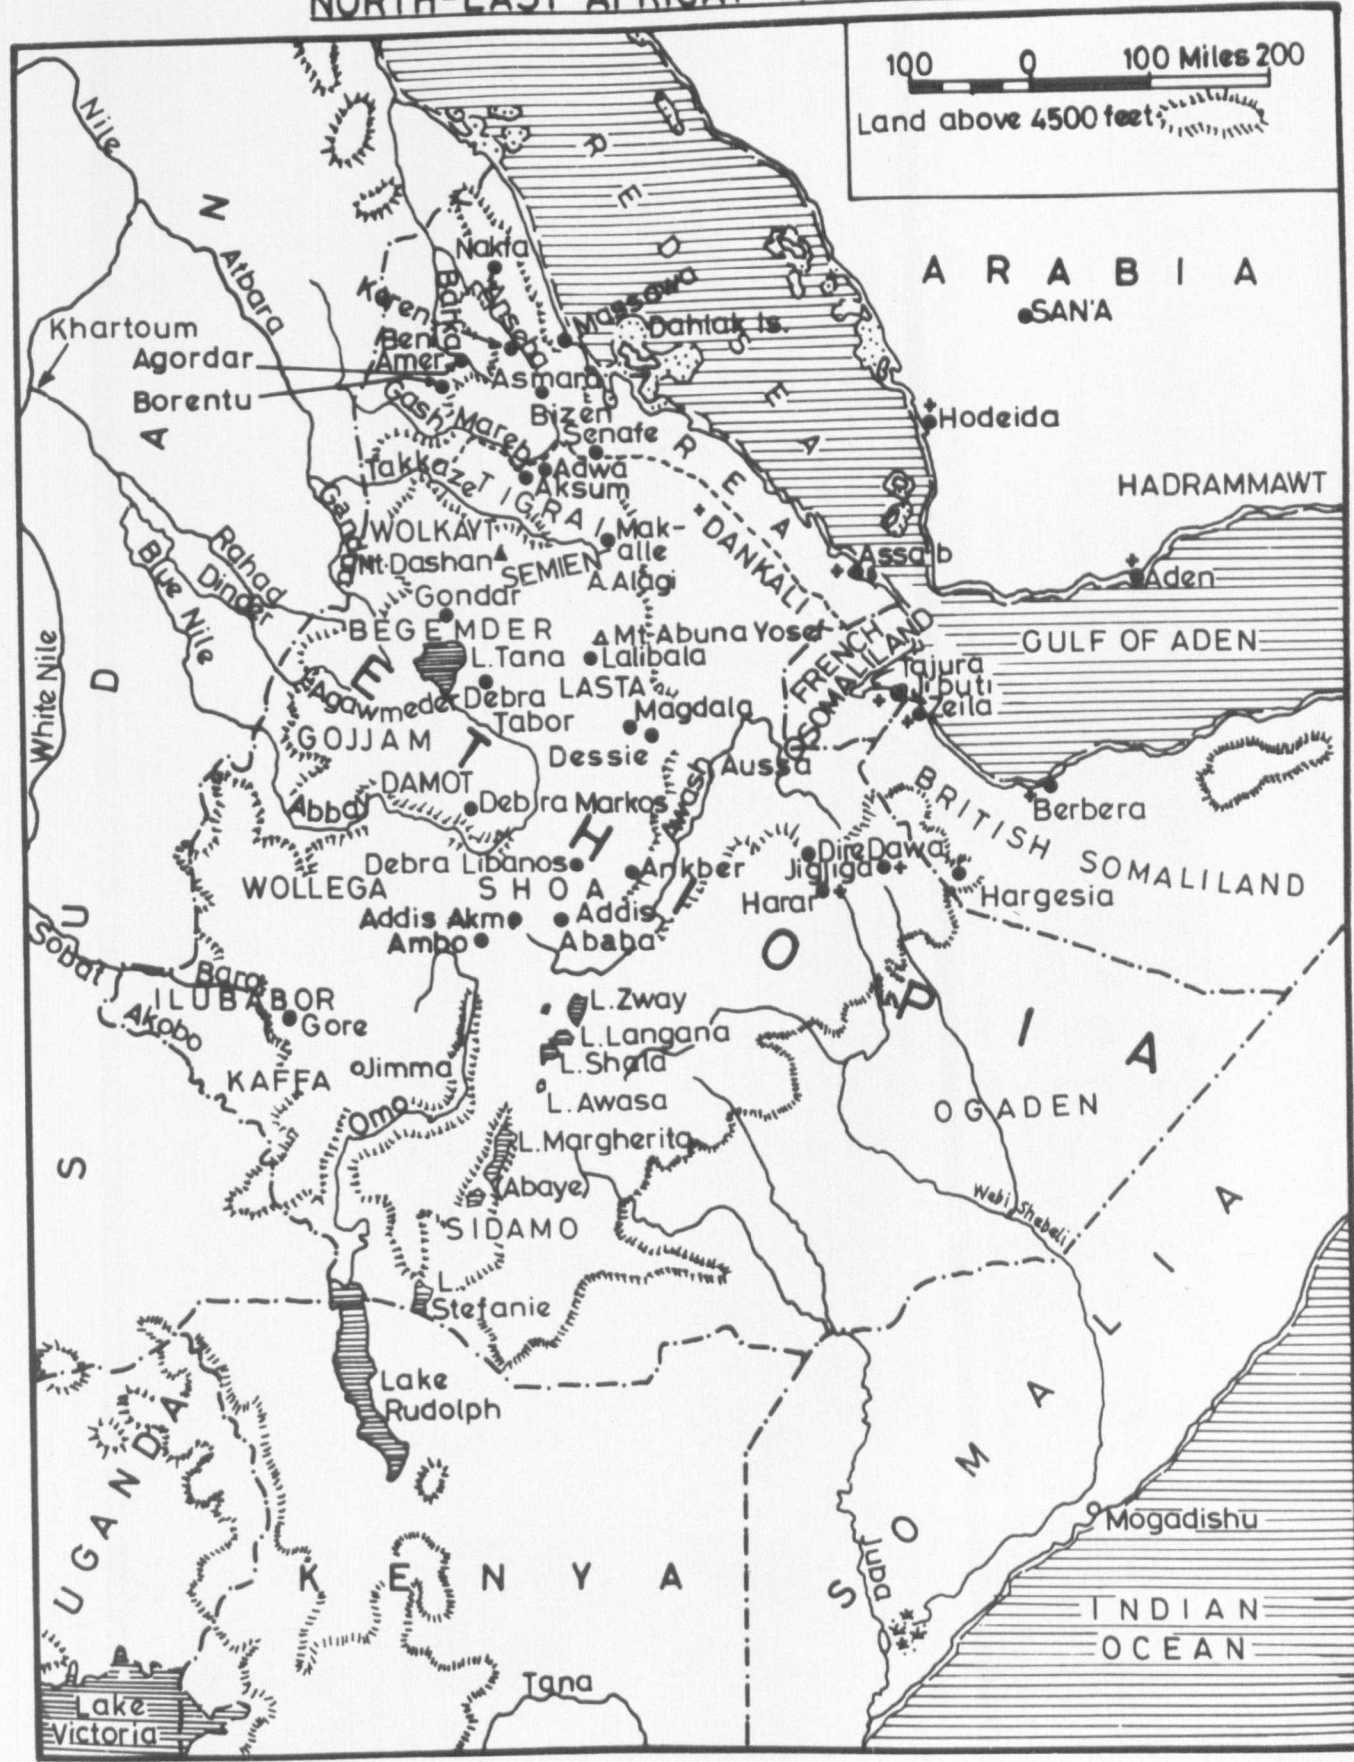 NORTH-EAST AFRICA:
100 0 100 Miles 200
Land above 4500 feet
Nile
Atbara
RED SEA
ARABIA
SAN'A
Nakfa
Keren
Barka
Anseba
Massawa
Dahlak Is.
Khartoum
Beni
Amer
Agordar
Borentu
Asmara
Bizen
Hodeida
Gash
Mareb
Senafe
ERITREA
Adwa
Aksum
Takkaze
TIGRAI
HADRAMMAWT
WOLKAYT
Mak-
alle
DANKALI
Assab
Aden
Mt. Dashan
SEMIEN
A. Alagi
Rahad
Dinder
Blue Nile
White Nile
Gondar
BEGEMDER
Mt. Abuna Yosef
L. Tana
Lalibala
FRENCH
SOMALILAND
GULF OF ADEN
Tajura
Jibuti
Zeila
Agawmeder
Debra
Tabor
LASTA
Magdala
GOJJAM
Dessie
Aussa
DAMOT
Abbay
Debra Markos
Awash
Berbera
BRITISH SOMALILAND
Debra Libanos
Ankber
Dire Dawa
Jigjiga
WOLLEGA
SHOA
Harar
Hargesia
Addis Akm
Addis
Ababa
Ambo
SUDAN
ETHIOPIA
Sobat
Baro
ILUBABOR
Gore
Akobo
L. Zway
L. Langana
L. Shala
Jimma
KAFFA
L. Awasa
OGADEN
Omo
L. Margherita
(Abaye)
Webi Shebeli
SIDAMO
L.
Stefanie
Lake
Rudolph
UGANDA
SOMALIA
Mogadishu
Juba
KENYA
INDIAN
OCEAN
Tana
Lake
Victoria